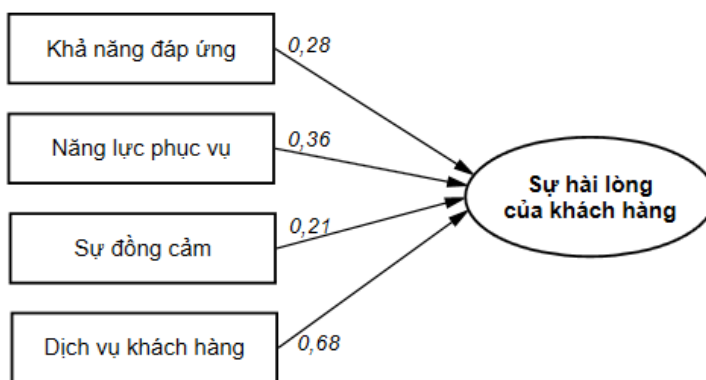 Khả năng đáp ứng
0,28
Năng lực phục vụ
0,36
Sự hài lòng
của khách hàng
Sự đồng cảm
0,21
Dịch vụ khách hàng
0,68